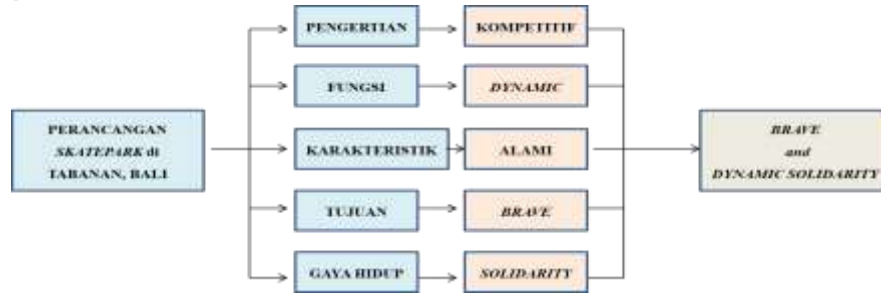 PENGERTIAN
KOMPETITIF
FUNGSI
DYNAMIC
PERANCANGAN
SKATEPARK di
TABANAN, BALI
KARAKTERISTIK
ALAMI
BRAVE
and
DYNAMIC SOLIDARITY
TUJUAN
BRAVE
GAYA HIDUP
SOLIDARITY